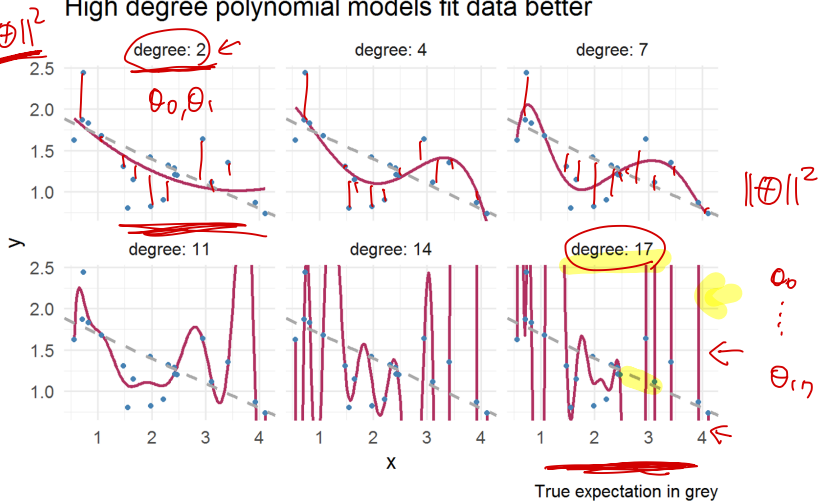 High degree polynomial models fit data better
Θ||²
degree: 2
degree: 4
degree: 7
2.5
2.0
1.5
1.0
θ₀,θ₁
||Θ||²
y
degree: 11
degree: 14
degree: 17
2.5
2.0
1.5
1.0
θ₀
⋮
θ₁₇
1 2 3 4
1 2 3 4
1 2 3 4
x
True expectation in grey